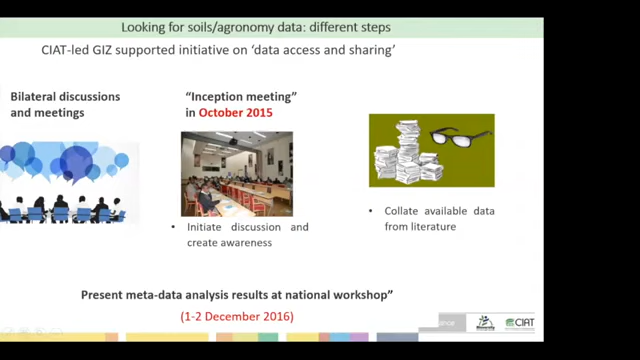 Looking for soils/agronomy data: different steps
CIAT-led GIZ supported initiative on 'data access and sharing'
Bilateral discussions
and meetings
"Inception meeting"
in October 2015
• Initiate discussion and
create awareness
• Collate available data
from literature
Present meta-data analysis results at national workshop"
(1-2 December 2016)
CIAT